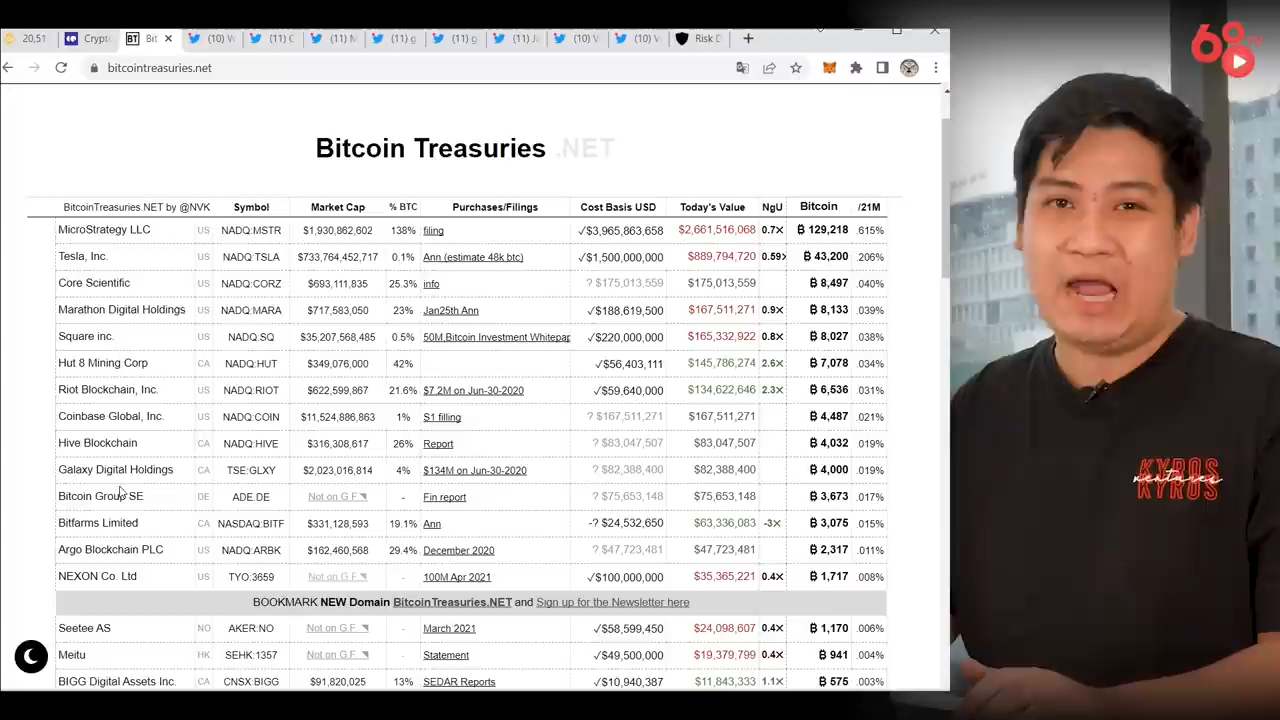 20,51 Crypt Bit (10) V (11) C (11) M (11) g (11) g (11) J (10) V (10) V Risk D
68 TV
bitcointreasuries.net
Bitcoin Treasuries .NET
BitcoinTreasuries.NET by @NVK Symbol Market Cap % BTC Purchases/Filings Cost Basis USD Today's Value NgU Bitcoin /21M
MicroStrategy LLC US NADQ:MSTR $1,930,862,602 138% filing ✓$3,965,863,658 $2,661,516,068 0.7× ₿ 129,218 .615%
Tesla, Inc. US NADQ:TSLA $733,764,452,717 0.1% Ann (estimate 48k btc) ✓$1,500,000,000 $889,794,720 0.59× ₿ 43,200 .206%
Core Scientific US NADQ:CORZ $693,111,835 25.3% info ? $175,013,559 $175,013,559 ₿ 8,497 .040%
Marathon Digital Holdings US NADQ:MARA $717,583,050 23% Jan25th Ann ✓$188,619,500 $167,511,271 0.9× ₿ 8,133 .039%
Square inc. US NADQ:SQ $35,207,568,485 0.5% 50M,Bitcoin Investment Whitepap ✓$220,000,000 $165,332,922 0.8× ₿ 8,027 .038%
Hut 8 Mining Corp CA NADQ:HUT $349,076,000 42% ✓$56,403,111 $145,786,274 2.6× ₿ 7,078 .034%
Riot Blockchain, Inc. US NADQ:RIOT $622,599,867 21.6% $7.2M on Jun-30-2020 ✓$59,640,000 $134,622,646 2.3× ₿ 6,536 .031%
Coinbase Global, Inc. US NADQ:COIN $11,524,886,863 1% S1 filling ? $167,511,271 $167,511,271 ₿ 4,487 .021%
Hive Blockchain CA NADQ:HIVE $316,308,617 26% Report ? $83,047,507 $83,047,507 ₿ 4,032 .019%
Galaxy Digital Holdings CA TSE:GLXY $2,023,016,814 4% $134M on Jun-30-2020 ? $82,388,400 $82,388,400 ₿ 4,000 .019%
Bitcoin Group SE DE ADE.DE Not on G.F. - Fin report ? $75,653,148 $75,653,148 ₿ 3,673 .017%
Bitfarms Limited CA NASDAQ:BITF $331,128,593 19.1% Ann -? $24,532,650 $63,336,083 -3× ₿ 3,075 .015%
Argo Blockchain PLC US NADQ:ARBK $162,460,568 29.4% December 2020 ? $47,723,481 $47,723,481 ₿ 2,317 .011%
NEXON Co. Ltd US TYO:3659 Not on G.F. - 100M Apr 2021 ✓$100,000,000 $35,365,221 0.4× ₿ 1,717 .008%
BOOKMARK NEW Domain BitcoinTreasuries.NET and Sign up for the Newsletter here
Seetee AS NO AKER:NO Not on G.F. - March 2021 ✓$58,599,450 $24,098,607 0.4× ₿ 1,170 .006%
Meitu HK SEHK:1357 Not on G.F. - Statement ✓$49,500,000 $19,379,799 0.4× ₿ 941 .004%
BIGG Digital Assets Inc. CA CNSX:BIGG $91,820,025 13% SEDAR Reports ✓$10,940,387 $11,843,333 1.1× ₿ 575 .003%
KYROS
ventures
KYROS